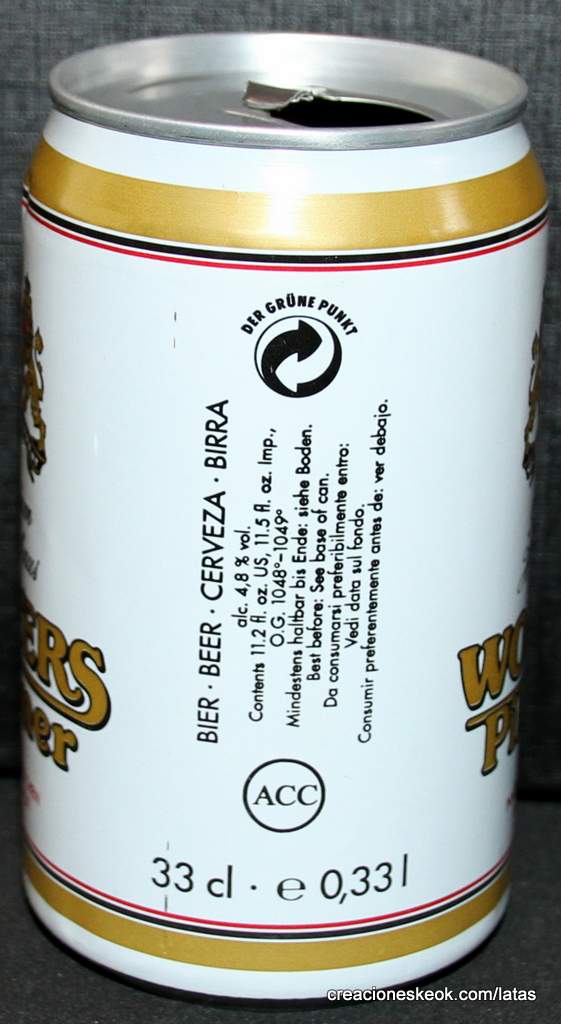 DER GRÜNE PUNKT
BIER · BEER · CERVEZA · BIRRA
alc. 4,8 % vol.
Contents 11.2 fl. oz. US, 11.5 fl. oz. Imp.,
O.G. 1048°-1049°
Mindestens haltbar bis Ende: siehe Boden.
Best before: See base of can.
Da consumarsi preferibilmente entro:
Vedi data sul fondo.
Consumir preferentemente antes de: ver debajo.
ACC
33 cl · e 0,33 l
ERS
er
WO
P
creacioneskeok.com/latas